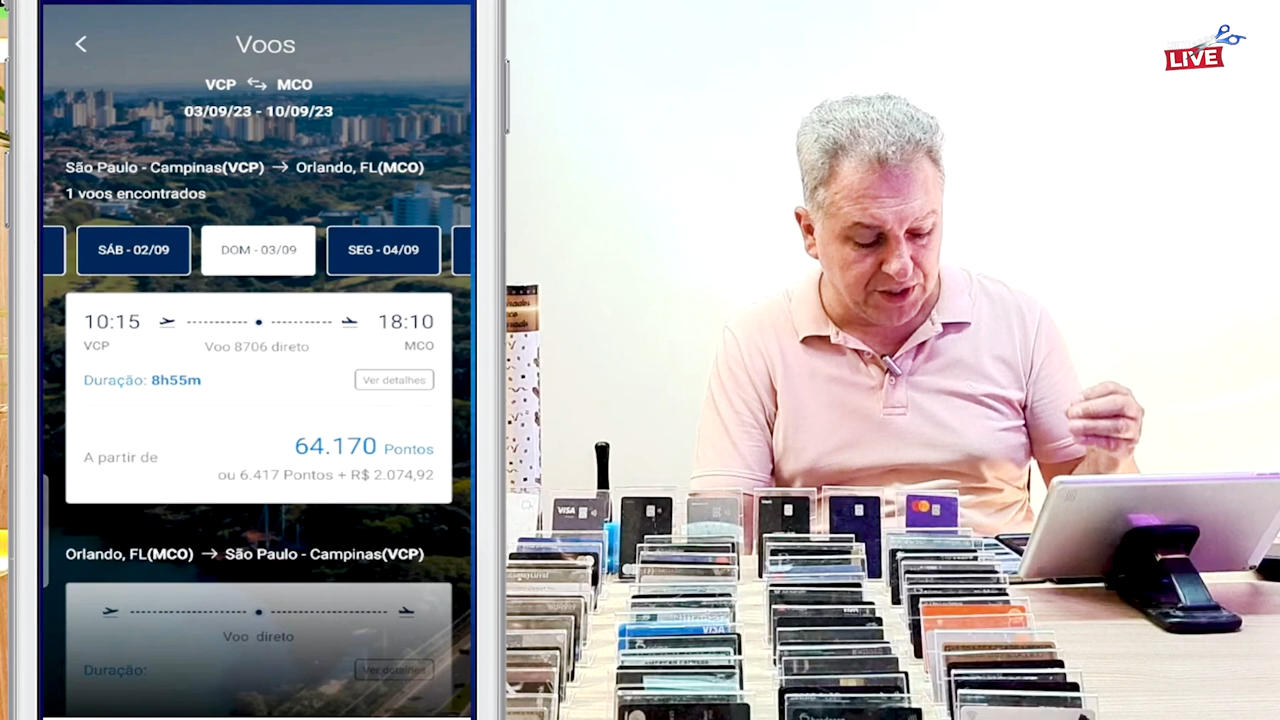 Voos
VCP MCO
03/09/23 - 10/09/23
São Paulo - Campinas(VCP) → Orlando, FL(MCO)
1 voos encontrados
SÁB - 02/09
DOM - 03/09
SEG - 04/09
10:15
18:10
VCP
Voo 8706 direto
MCO
Duração: 8h55m
Ver detalhes
64.170 Pontos
A partir de
ou 6.417 Pontos + R$ 2.074,92
Orlando, FL(MCO) → São Paulo - Campinas(VCP)
Voo direto
Duração:
Ver detalhes
LIVE
VISA
VISA